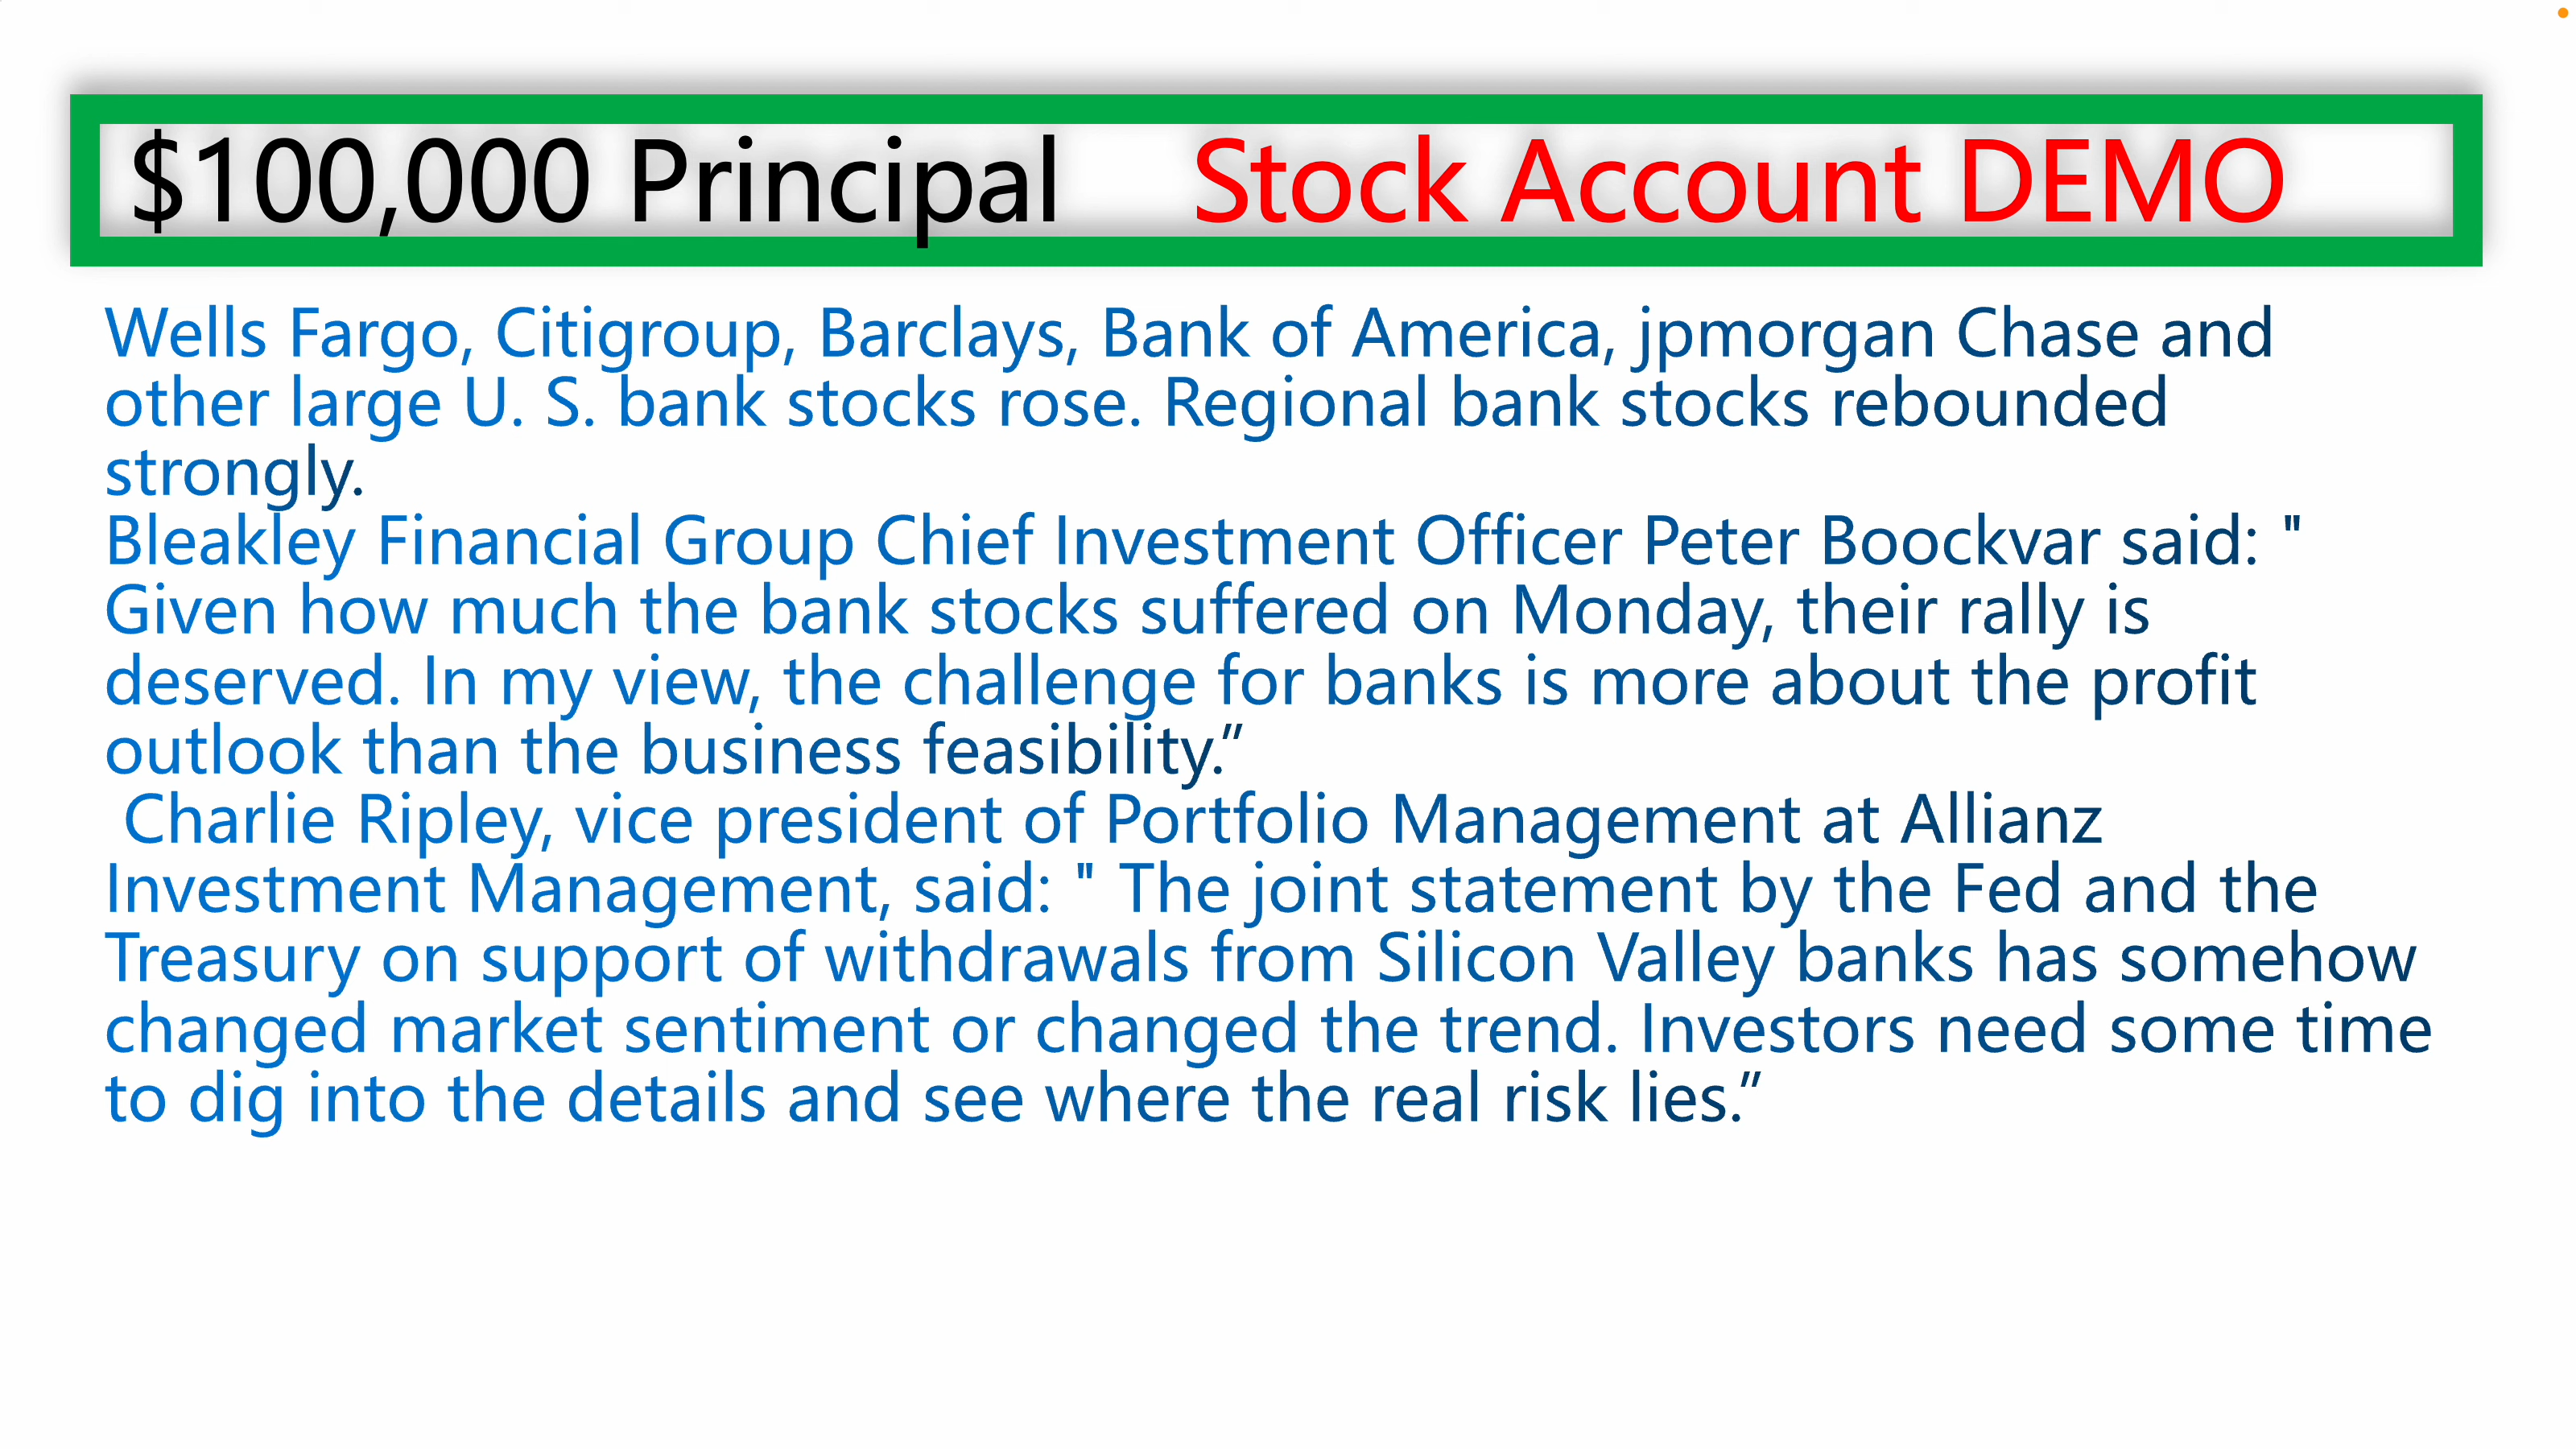 $100,000 Principal Stock Account DEMO
Wells Fargo, Citigroup, Barclays, Bank of America, jpmorgan Chase and
other large U. S. bank stocks rose. Regional bank stocks rebounded
strongly.
Bleakley Financial Group Chief Investment Officer Peter Boockvar said: "
Given how much the bank stocks suffered on Monday, their rally is
deserved. In my view, the challenge for banks is more about the profit
outlook than the business feasibility.”
Charlie Ripley, vice president of Portfolio Management at Allianz
Investment Management, said: " The joint statement by the Fed and the
Treasury on support of withdrawals from Silicon Valley banks has somehow
changed market sentiment or changed the trend. Investors need some time
to dig into the details and see where the real risk lies.”